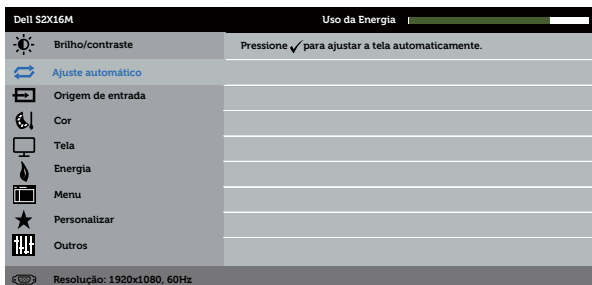 Dell S2X16M Uso da Energia
Brilho/contraste Pressione ✓ para ajustar a tela automaticamente.
Ajuste automático
Origem de entrada
Cor
Tela
Energia
Menu
Personalizar
Outros
Resolução: 1920x1080, 60Hz